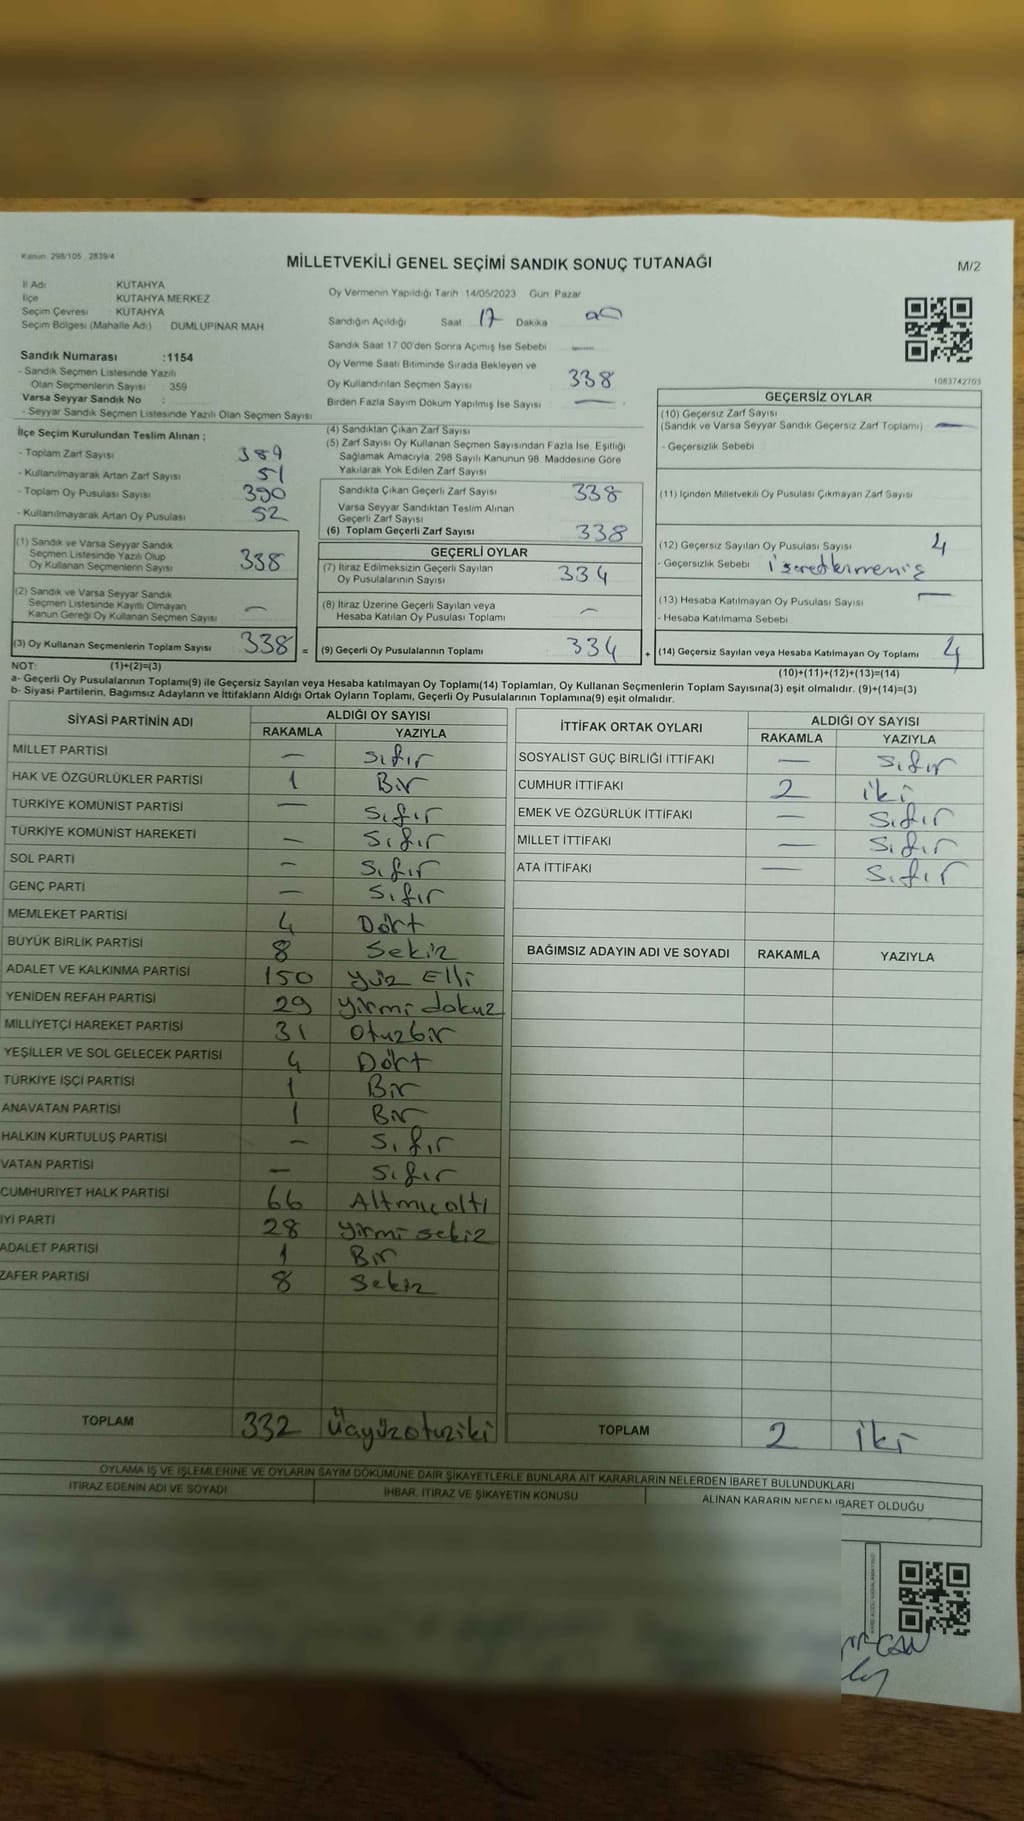 Kanun 298/105 , 2839/4
MİLLETVEKİLİ GENEL SEÇİMİ SANDIK SONUÇ TUTANAĞI
M/2
İl Adı KUTAHYA
İlçe KUTAHYA MERKEZ
Seçim Çevresi KUTAHYA
Seçim Bölgesi (Mahalle Adı) DUMLUPINAR MAH
Sandık Numarası :1154
- Sandık Seçmen Listesinde Yazılı
Olan Seçmenlerin Sayısı 359
Varsa Seyyar Sandık No :
- Seyyar Sandık Seçmen Listesinde Yazılı Olan Seçmen Sayısı
Oy Vermenin Yapıldığı Tarih 14/05/2023 Gün Pazar
Sandığın Açıldığı Saat 17 Dakika 00
Sandık Saat 17:00'den Sonra Açımış İse Sebebi —
Oy Verme Saati Bitiminde Sırada Bekleyen ve
Oy Kullandırılan Seçmen Sayısı 338
Birden Fazla Sayım Döküm Yapılmış İse Sayısı —
1083742703
İlçe Seçim Kurulundan Teslim Alınan ;
- Toplam Zarf Sayısı 389
- Kullanılmayarak Artan Zarf Sayısı 51
- Toplam Oy Pusulası Sayısı 390
- Kullanılmayarak Artan Oy Pusulası 52
(1) Sandık ve Varsa Seyyar Sandık
Seçmen Listesinde Yazılı Olup
Oy Kullanan Seçmenlerin Sayısı 338
(2) Sandık ve Varsa Seyyar Sandık
Seçmen Listesinde Kayıtlı Olmayan
Kanun Gereği Oy Kullanan Seçmen Sayısı —
(3) Oy Kullanan Seçmenlerin Toplam Sayısı 338 =
(4) Sandıktan Çıkan Zarf Sayısı
(5) Zarf Sayısı Oy Kullanan Seçmen Sayısından Fazla İse, Eşitliği
Sağlamak Amacıyla, 298 Sayılı Kanunun 98. Maddesine Göre
Yakılarak Yok Edilen Zarf Sayısı
Sandıkta Çıkan Geçerli Zarf Sayısı 338
Varsa Seyyar Sandıktan Teslim Alınan
Geçerli Zarf Sayısı
(6) Toplam Geçerli Zarf Sayısı 338
GEÇERLİ OYLAR
(7) İtiraz Edilmeksizin Geçerli Sayılan
Oy Pusulalarının Sayısı 334
(8) İtiraz Üzerine Geçerli Sayılan veya
Hesaba Katılan Oy Pusulası Toplamı —
(9) Geçerli Oy Pusulalarının Toplamı 334 +
GEÇERSİZ OYLAR
(10) Geçersiz Zarf Sayısı
(Sandık ve Varsa Seyyar Sandık Geçersiz Zarf Toplamı) —
- Geçersizlik Sebebi
(11) İçinden Milletvekili Oy Pusulası Çıkmayan Zarf Sayısı
(12) Geçersiz Sayılan Oy Pusulası Sayısı 4
- Geçersizlik Sebebi
(13) Hesaba Katılmayan Oy Pusulası Sayısı —
- Hesaba Katılmama Sebebi
(14) Geçersiz Sayılan veya Hesaba Katılmayan Oy Toplamı 4
NOT: (1)+(2)=(3)
(10)+(11)+(12)+(13)=(14)
a- Geçerli Oy Pusulalarının Toplamı(9) ile Geçersiz Sayılan veya Hesaba katılmayan Oy Toplamı(14) Toplamları, Oy Kullanan Seçmenlerin Toplam Sayısına(3) eşit olmalıdır. (9)+(14)=(3)
b- Siyasi Partilerin, Bağımsız Adayların ve İttifakların Aldığı Ortak Oyların Toplamı, Geçerli Oy Pusulalarının Toplamına(9) eşit olmalıdır.
SİYASİ PARTİNİN ADI ALDIĞI OY SAYISI
RAKAMLA YAZIYLA
MİLLET PARTİSİ — Sıfır
HAK VE ÖZGÜRLÜKLER PARTİSİ 1 Bir
TÜRKİYE KOMÜNİST PARTİSİ — Sıfır
TÜRKİYE KOMÜNİST HAREKETİ — Sıfır
SOL PARTİ — Sıfır
GENÇ PARTİ — Sıfır
MEMLEKET PARTİSİ 4 Dört
BÜYÜK BİRLİK PARTİSİ 8 Sekiz
ADALET VE KALKINMA PARTİSİ 150 Yüz Elli
YENİDEN REFAH PARTİSİ 29 Yirmi dokuz
MİLLİYETÇİ HAREKET PARTİSİ 31 Otuzbir
YEŞİLLER VE SOL GELECEK PARTİSİ 4 Dört
TÜRKİYE İŞÇİ PARTİSİ 1 Bir
ANAVATAN PARTİSİ 1 Bir
HALKIN KURTULUŞ PARTİSİ — Sıfır
VATAN PARTİSİ — Sıfır
CUMHURİYET HALK PARTİSİ 66 Altmışaltı
İYİ PARTİ 28 Yirmi sekiz
ADALET PARTİSİ 1 Bir
ZAFER PARTİSİ 8 Sekiz
TOPLAM 332 Üçyüzotuziki
İTTİFAK ORTAK OYLARI ALDIĞI OY SAYISI
RAKAMLA YAZIYLA
SOSYALİST GÜÇ BİRLİĞİ İTTİFAKI — Sıfır
CUMHUR İTTİFAKI 2 iki
EMEK VE ÖZGÜRLÜK İTTİFAKI — Sıfır
MİLLET İTTİFAKI — Sıfır
ATA İTTİFAKI — Sıfır
BAĞIMSIZ ADAYIN ADI VE SOYADI RAKAMLA YAZIYLA
TOPLAM 2 iki
OYLAMA İŞ VE İŞLEMLERİNE VE OYLARIN SAYIM DÖKÜMÜNE DAİR ŞİKAYETLERLE BUNLARA AİT KARARLARIN NELERDEN İBARET BULUNDUKLARI
İTİRAZ EDENİN ADI VE SOYADI İHBAR, İTİRAZ VE ŞİKAYETİN KONUSU ALINAN KARARIN NEDEN İBARET OLDUĞU